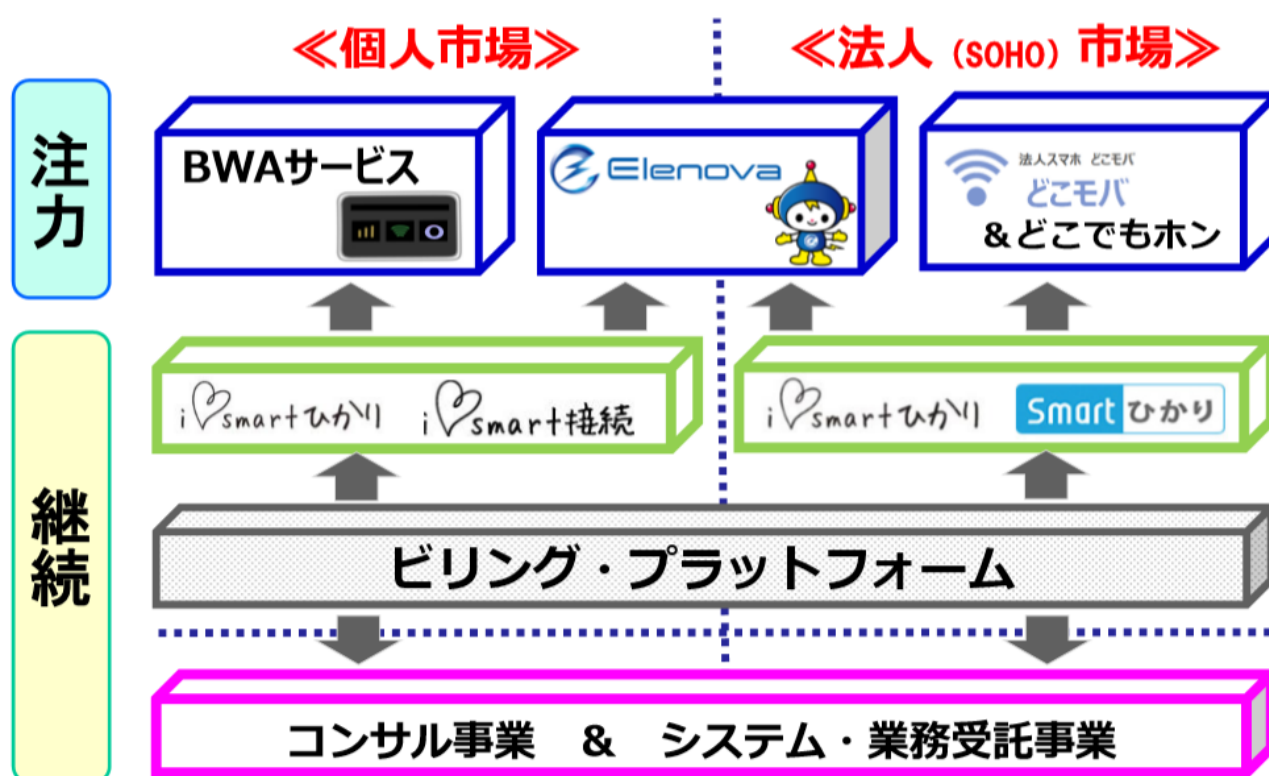 ≪個人市場≫
≪法人(SOHO)市場≫
注力
BWAサービス
Elenova
法人スマホ どこモバ
どこモバ
&どこでもホン
継続
i♡smartひかり
i♡smart接続
i♡smartひかり
Smartひかり
ビリング・プラットフォーム
コンサル事業 & システム・業務受託事業